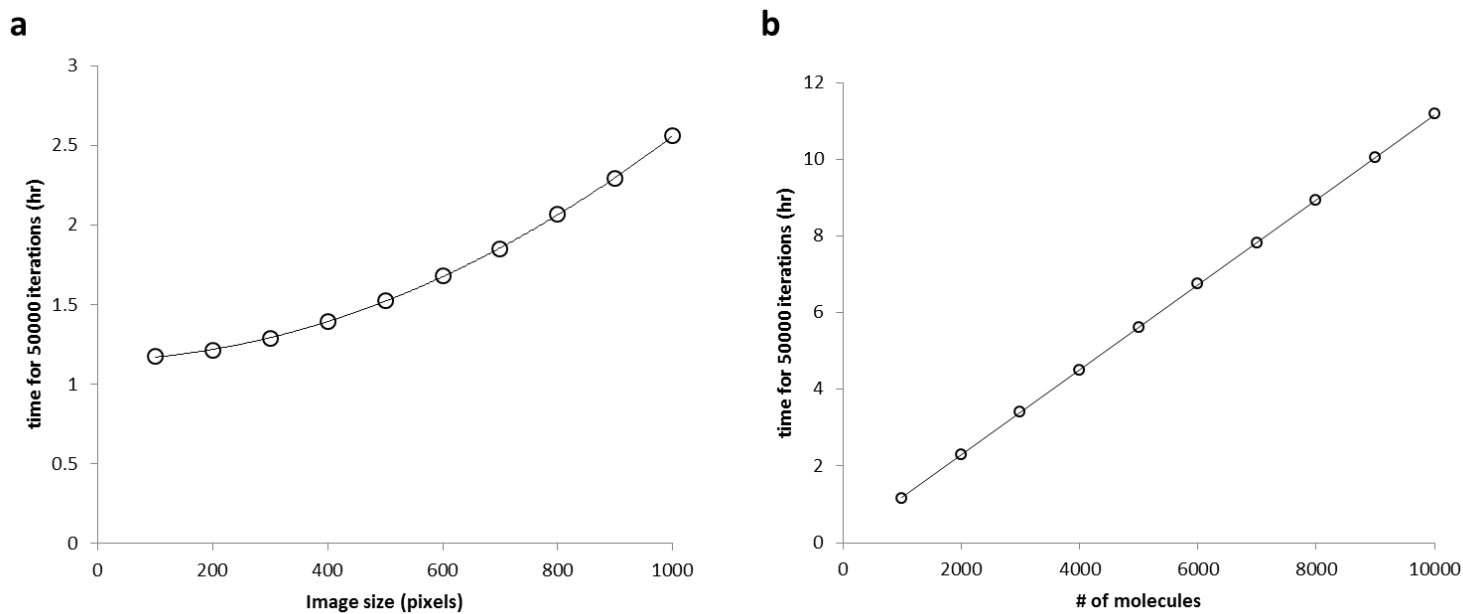 a
3
2.5
2
1.5
1
0.5
0
time for 50000 iterations (hr)
0 200 400 600 800 1000
Image size (pixels)
b
12
10
8
6
4
2
0
time for 50000 iterations (hr)
0 2000 4000 6000 8000 10000
# of molecules